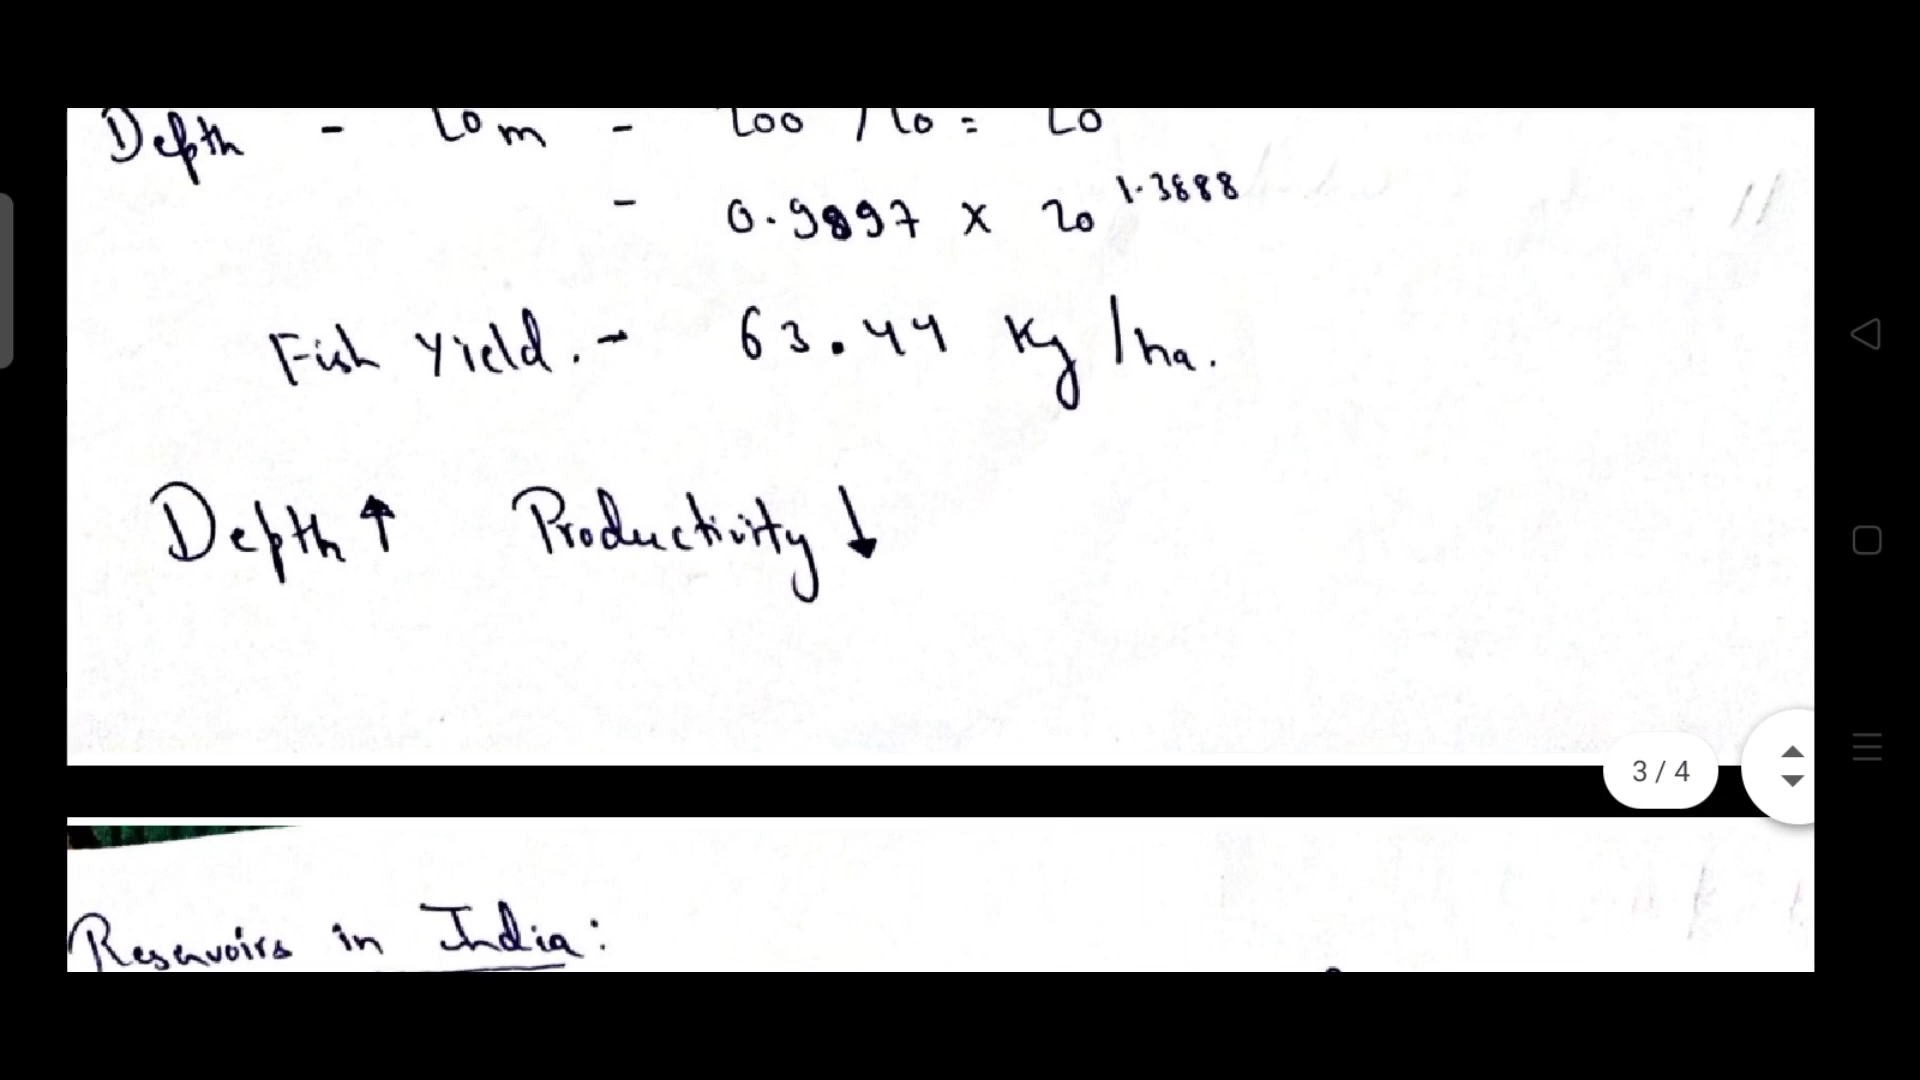 Depth - 10 m - 200 / 10 = 20
- 0.9897 x 20 1.3888
Fish Yield. - 63.44 Kg/ha.
Depth ↑ Productivity ↓
3 / 4
Reservoirs in India: